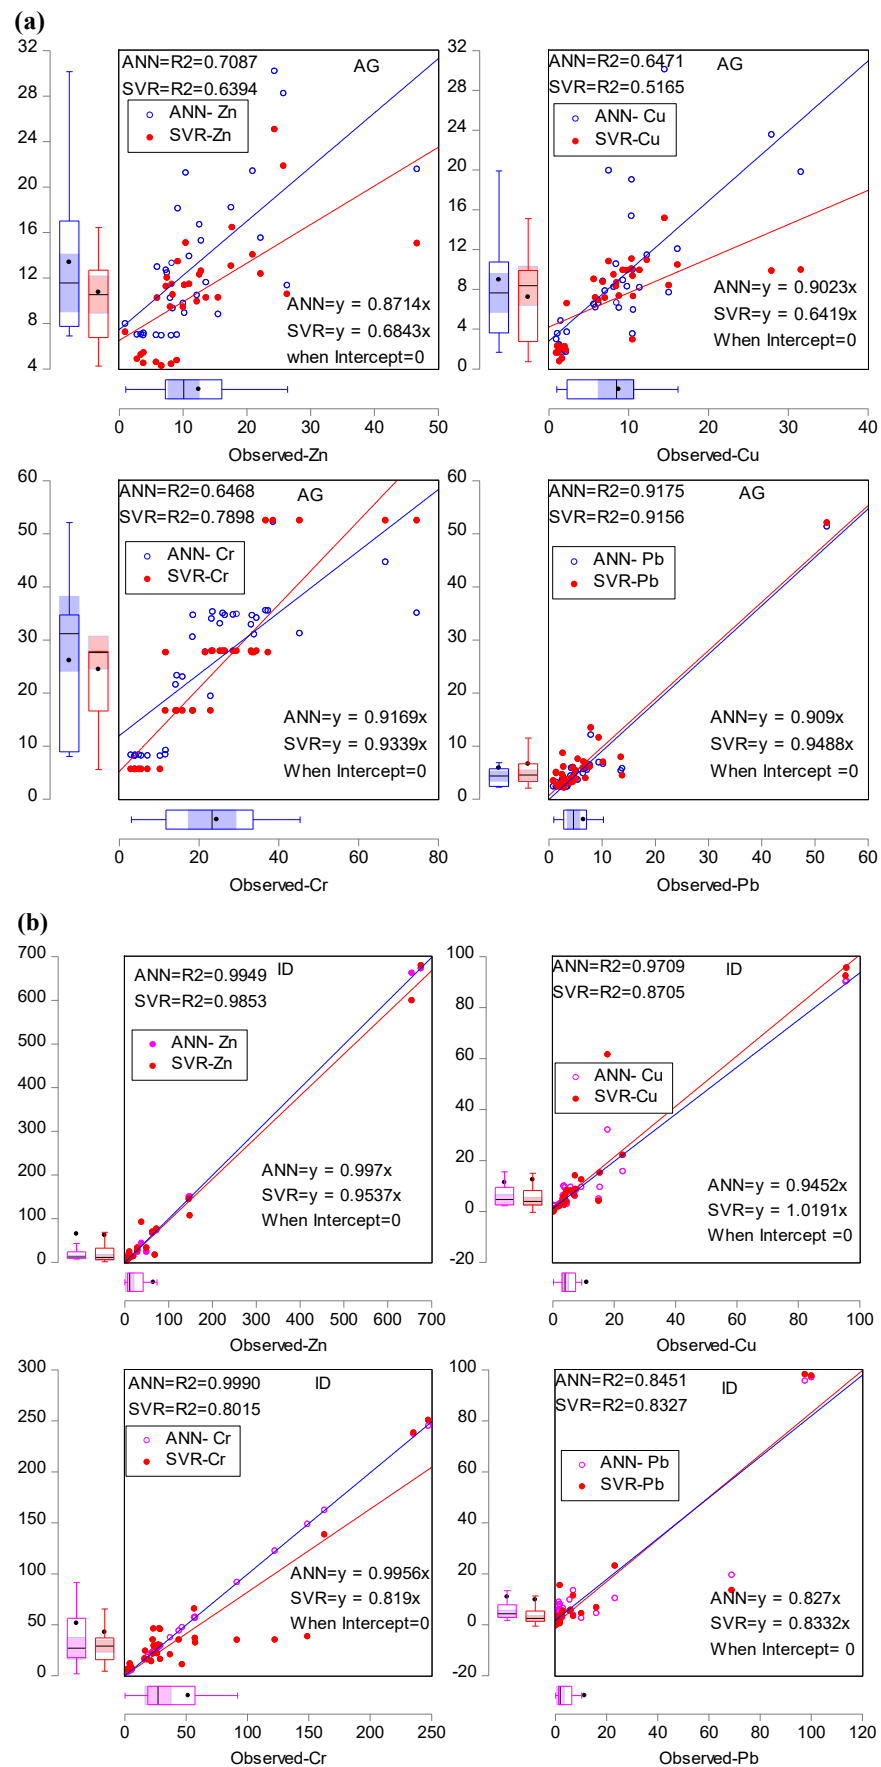 (a)
ANN=R2=0.7087
AG
SVR=R2=0.6394
ANN- Zn
SVR-Zn
ANN=y = 0.8714x
SVR=y = 0.6843x
when Intercept=0
32
28
24
20
16
12
8
4
0 10 20 30 40 50
Observed-Zn
ANN=R2=0.6471
AG
SVR=R2=0.5165
ANN- Cu
SVR-Cu
ANN=y = 0.9023x
SVR=y = 0.6419x
When Intercept=0
32
28
24
20
16
12
8
4
0
0 10 20 30 40
Observed-Cu
ANN=R2=0.6468
AG
SVR=R2=0.7898
ANN- Cr
SVR-Cr
ANN=y = 0.9169x
SVR=y = 0.9339x
When Intercept=0
60
50
40
30
20
10
0
0 20 40 60 80
Observed-Cr
ANN=R2=0.9175
AG
SVR=R2=0.9156
ANN- Pb
SVR-Pb
ANN=y = 0.909x
SVR=y = 0.9488x
When Intercept =0
60
50
40
30
20
10
0
0 10 20 30 40 50 60
Observed-Pb
(b)
ANN=R2=0.9949
ID
SVR=R2=0.9853
ANN- Zn
SVR-Zn
ANN=y = 0.997x
SVR=y = 0.9537x
When Intercept=0
700
600
500
400
300
200
100
0
0 100 200 300 400 500 600 700
Observed-Zn
ANN=R2=0.9709
ID
SVR=R2=0.8705
ANN- Cu
SVR-Cu
ANN=y = 0.9452x
SVR=y = 1.0191x
When Intercept =0
100
80
60
40
20
0
-20
0 20 40 60 80 100
Observed-Cu
ANN=R2=0.9990
ID
SVR=R2=0.8015
ANN- Cr
SVR-Cr
ANN=y = 0.9956x
SVR=y = 0.819x
When Intercept=0
300
250
200
150
100
50
0
0 50 100 150 200 250
Observed-Cr
ANN=R2=0.8451
ID
SVR=R2=0.8327
ANN- Pb
SVR-Pb
ANN=y = 0.827x
SVR=y = 0.8332x
When Intercept= 0
100
80
60
40
20
0
-20
0 20 40 60 80 100 120
Observed-Pb